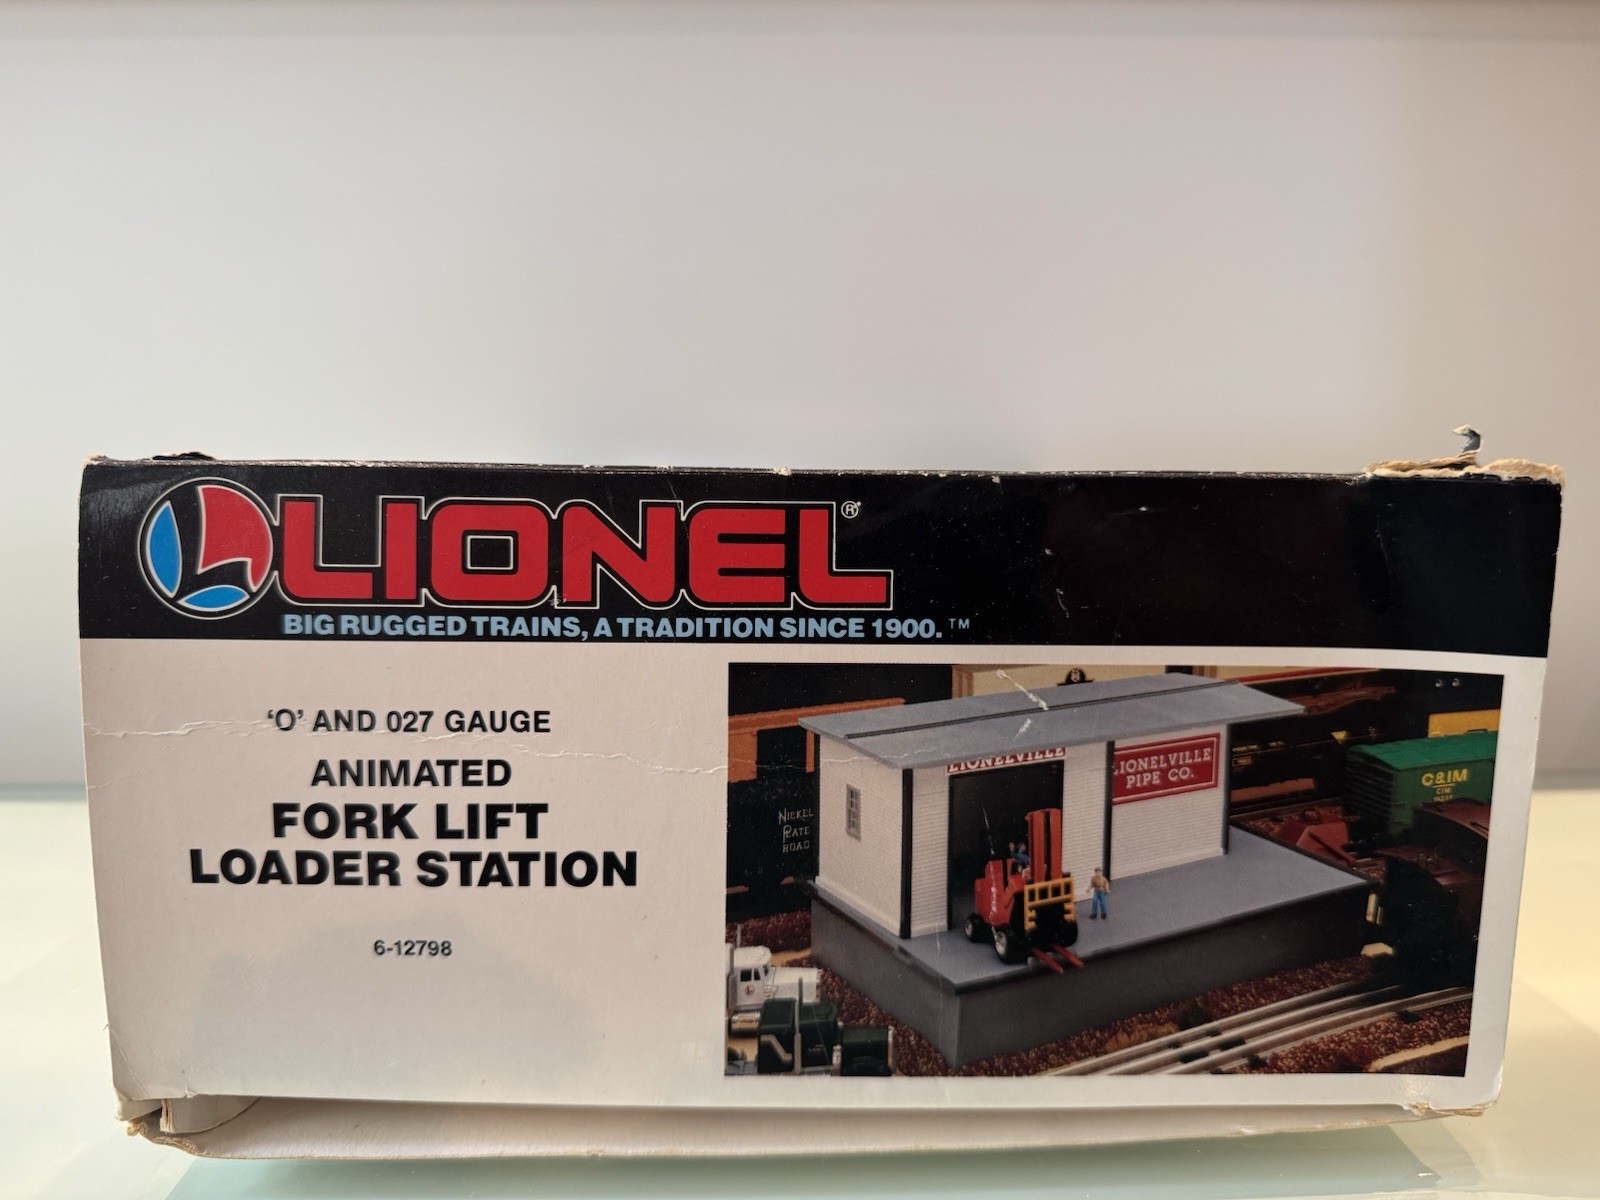 LIONEL®
BIG RUGGED TRAINS, A TRADITION SINCE 1900.™
'O' AND 027 GAUGE
ANIMATED
FORK LIFT
LOADER STATION
6-12798
LIONELVILLE
LIONELVILLE
PIPE CO.
NICKEL
PLATE
ROAD
C&IM